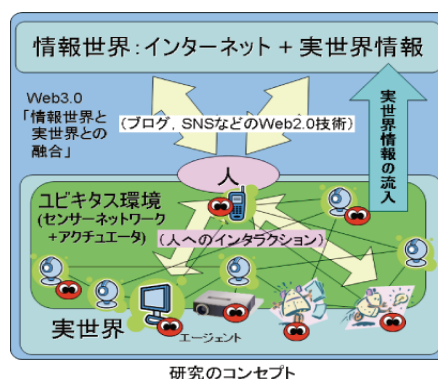 情報世界：インターネット + 実世界情報
Web3.0
「情報世界と
実世界との
融合」
(ブログ, SNSなどのWeb2.0技術)
実世界情報の流入
人
ユビキタス環境
(センサーネットワーク
+アクチュエータ)
(人へのインタラクション)
実世界
エージェント
研究のコンセプト